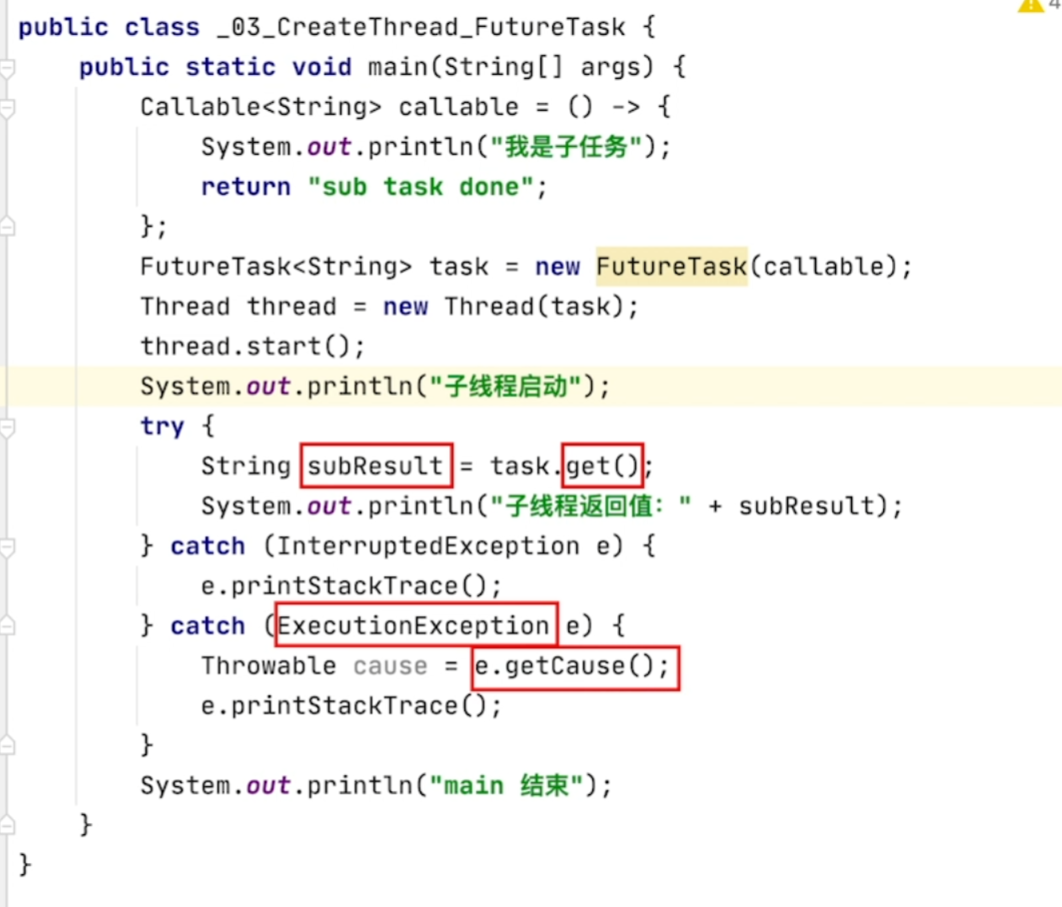 public class _03_CreateThread_FutureTask {
public static void main(String[] args) {
Callable<String> callable = () -> {
System.out.println("我是子任务");
return "sub task done";
};
FutureTask<String> task = new FutureTask(callable);
Thread thread = new Thread(task);
thread.start();
System.out.println("子线程启动");
try {
String subResult = task.get();
System.out.println("子线程返回值：" + subResult);
} catch (InterruptedException e) {
e.printStackTrace();
} catch (ExecutionException e) {
Throwable cause = e.getCause();
e.printStackTrace();
}
System.out.println("main 结束");
}
}